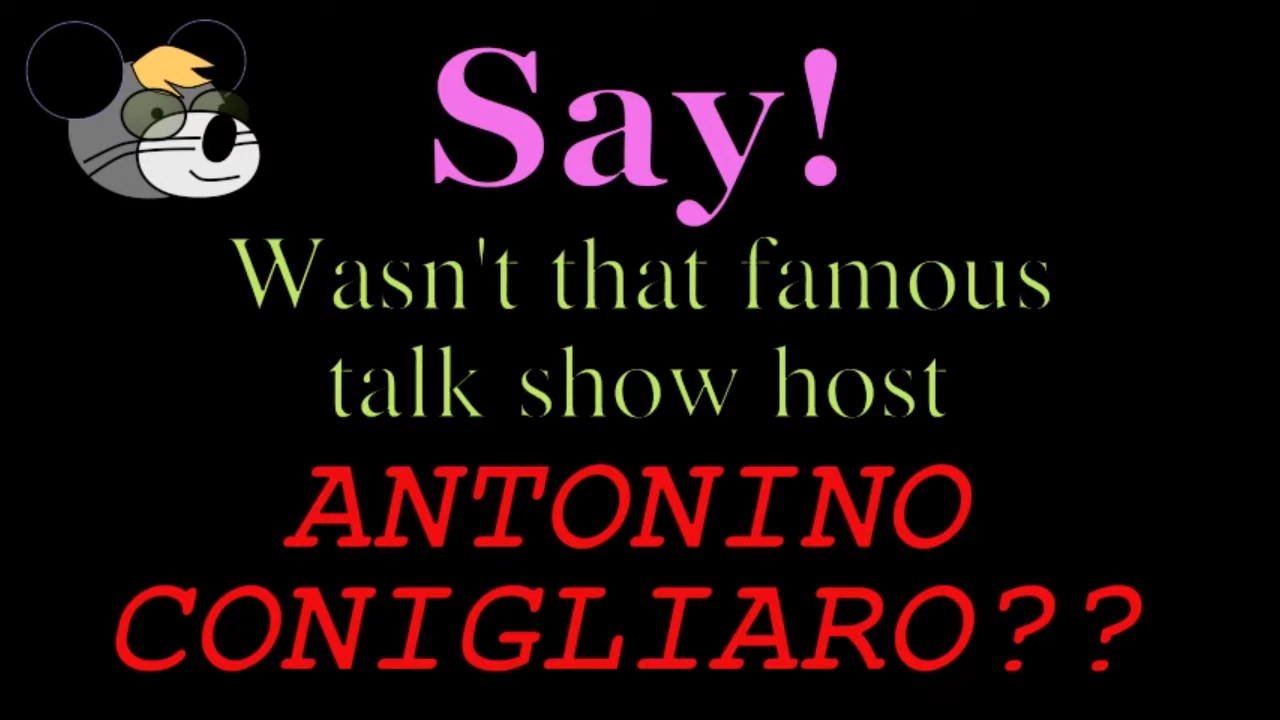 Say!
Wasn't that famous
talk show host
ANTONINO
CONIGLIARO??